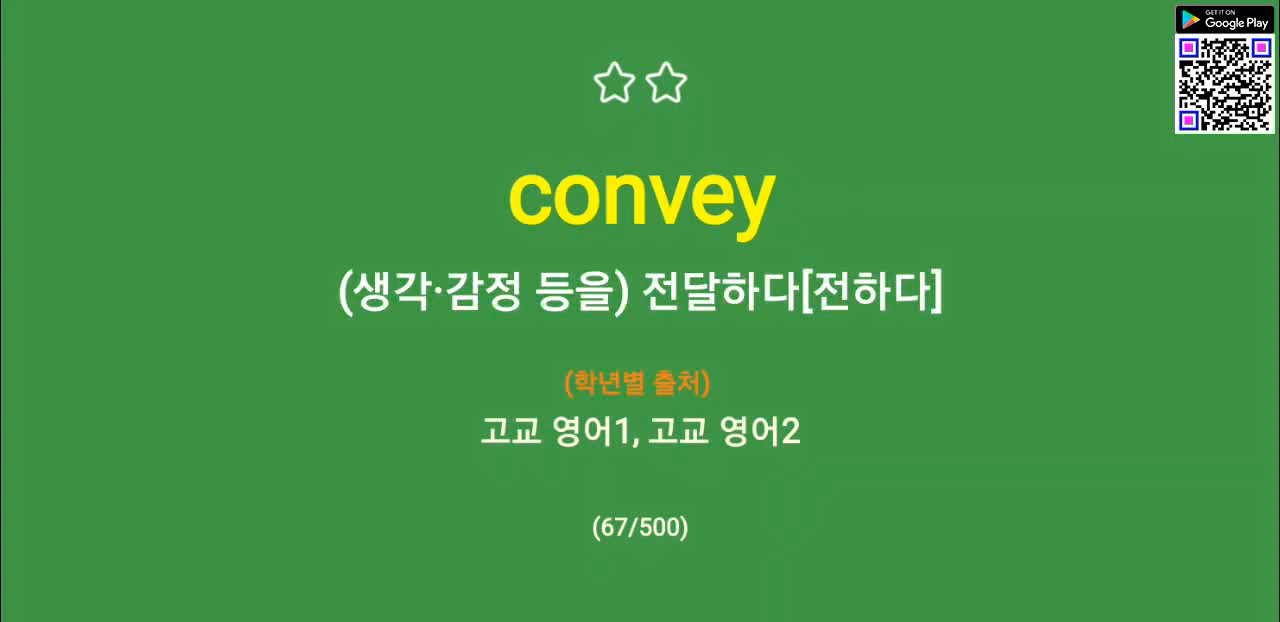 GET IT ON
Google Play
convey
(생각·감정 등을) 전달하다[전하다]
(학년별 출처)
고교 영어1, 고교 영어2
(67/500)